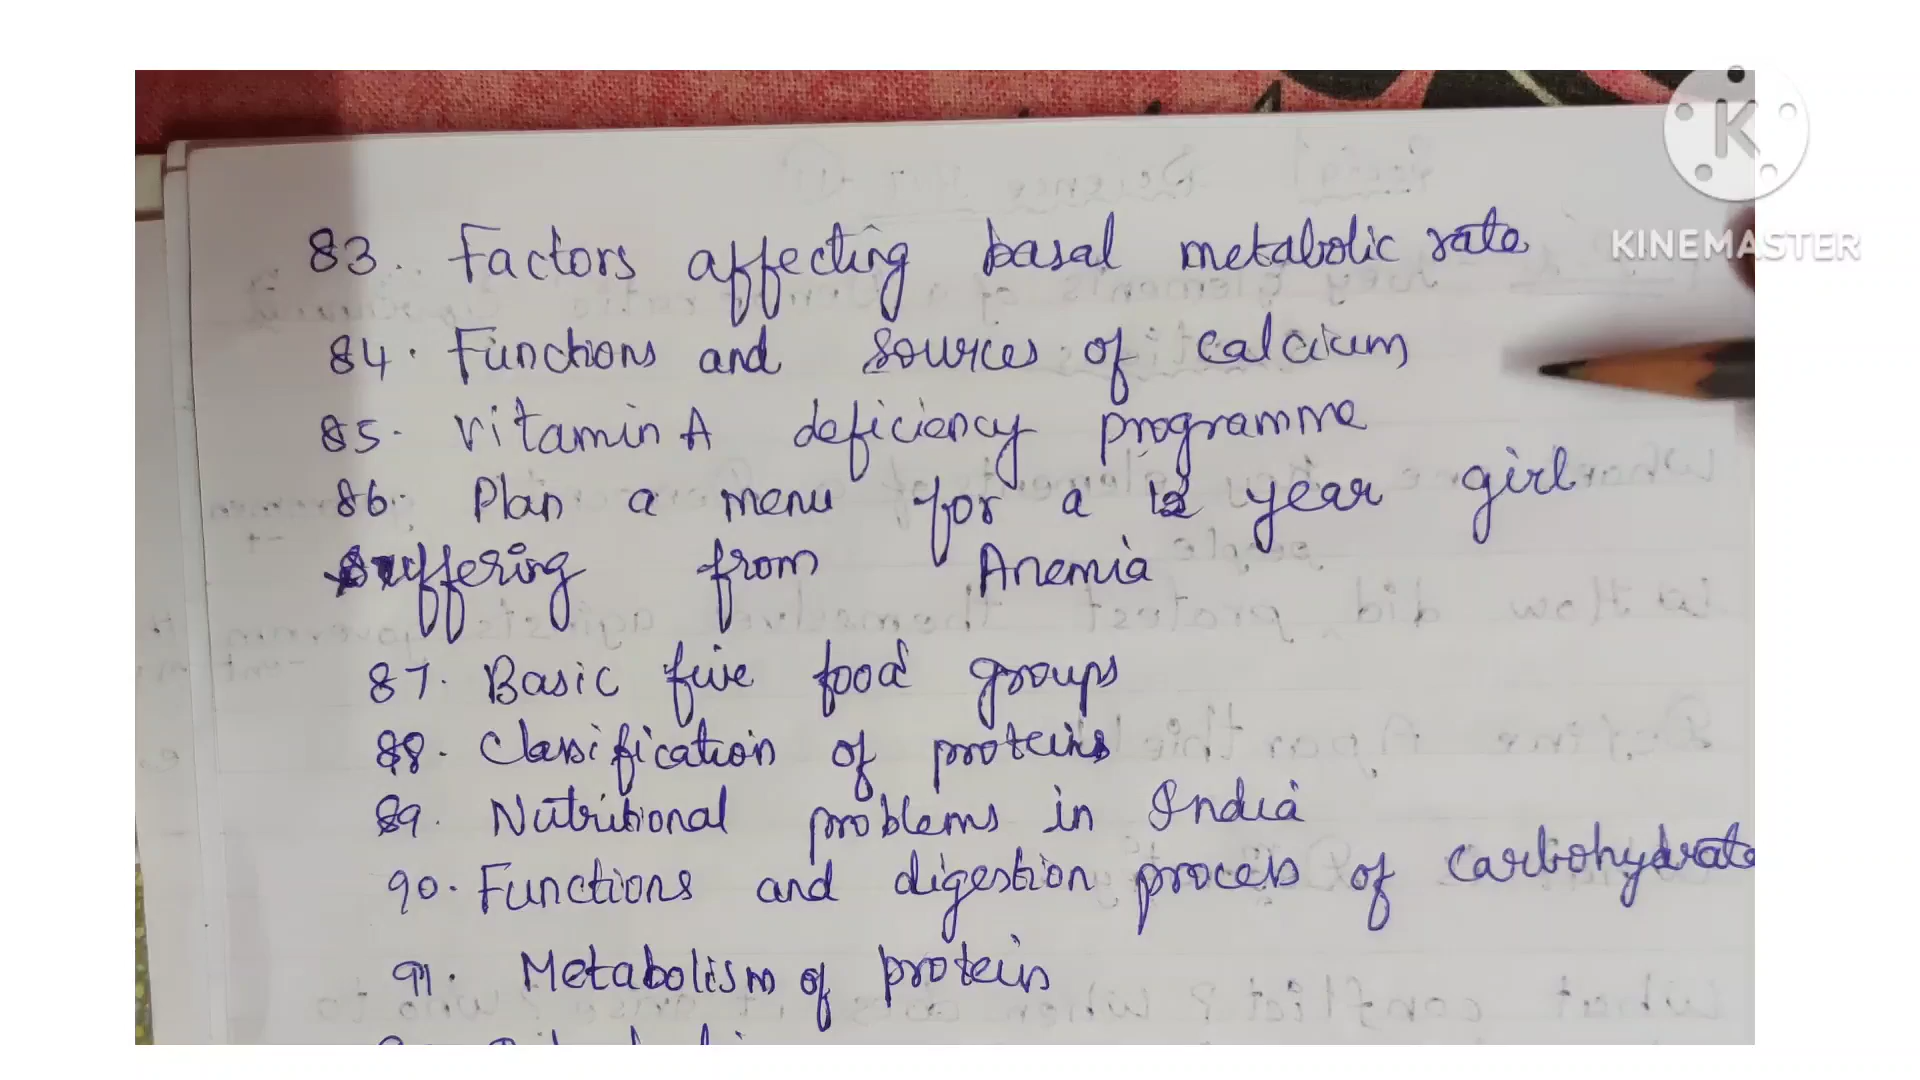 83. Factors affecting basal metabolic rate
84. Functions and sources of calcium
85. Vitamin A deficiency programme
86. Plan a menu for a 12 year girl
suffering from Anemia
87. Basic five food groups
88. Classification of proteins
89. Nutritional problems in India
90. Functions and digestion process of carbohydrate
91. Metabolism of protein
K
KINEMASTER